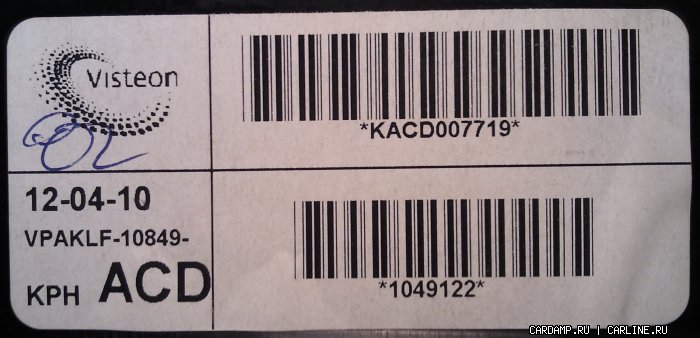 Visteon
*KACD007719*
12-04-10
VPAKLF-10849-
KPH ACD
*1049122*
CARDAMP.RU | CARLINE.RU